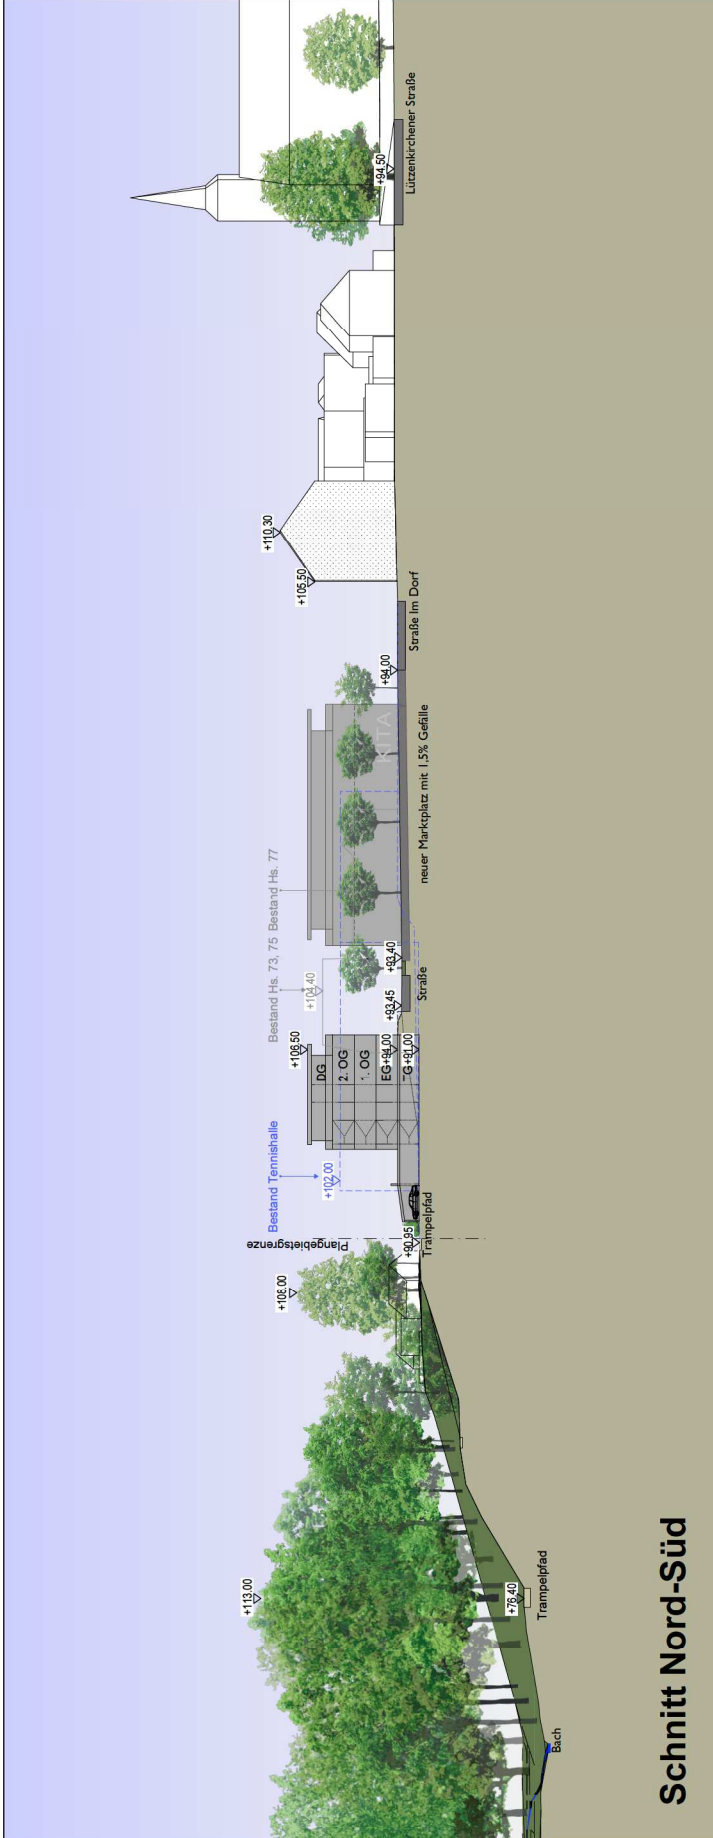 +113.00
+106.00
Plangebietsgrenze
Bestand Tennishalle
+102.00
+106.50
Bestand Hs. 73, 75
Bestand Hs. 77
+104.40
DG
2. OG
1. OG
EG+94.00
TG+91.00
KITA
+105.50
+110.30
Bach
+76.40
Trampelpfad
+90.95
Trampelpfad
+93.45
Straße
+93.40
neuer Marktplatz mit 1,5% Gefälle
+94.00
Straße Im Dorf
+94.50
Lützenkirchener Straße
Schnitt Nord-Süd